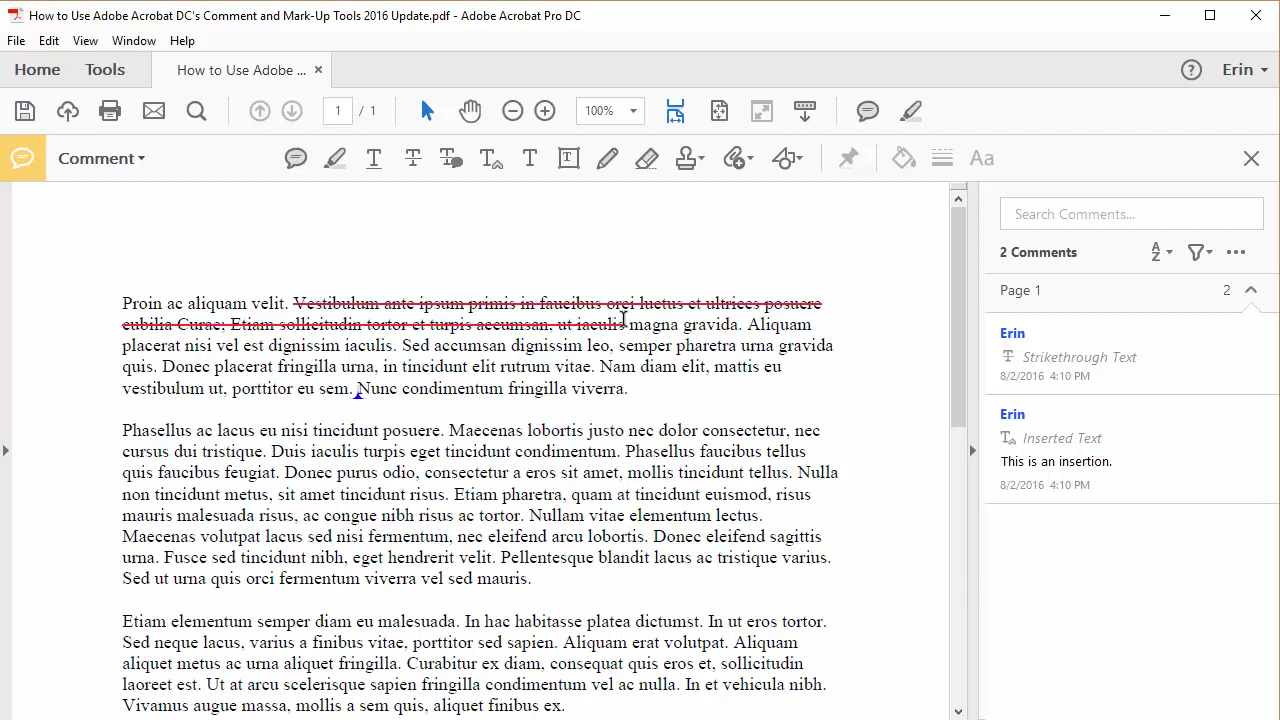 How to Use Adobe Acrobat DC's Comment and Mark-Up Tools 2016 Update.pdf - Adobe Acrobat Pro DC
File Edit View Window Help
Home Tools How to Use Adobe ... Erin
1 / 1 100%
Comment
Search Comments...
2 Comments
Page 1 2
Erin
Strikethrough Text
8/2/2016 4:10 PM
Erin
Inserted Text
This is an insertion.
8/2/2016 4:10 PM
Proin ac aliquam velit. Vestibulum ante ipsum primis in faucibus orci luctus et ultrices posuere
cubilia Curae; Etiam sollicitudin tortor et turpis accumsan, ut iaculis magna gravida. Aliquam
placerat nisi vel est dignissim iaculis. Sed accumsan dignissim leo, semper pharetra urna gravida
quis. Donec placerat fringilla urna, in tincidunt elit rutrum vitae. Nam diam elit, mattis eu
vestibulum ut, porttitor eu sem. Nunc condimentum fringilla viverra.
Phasellus ac lacus eu nisi tincidunt posuere. Maecenas lobortis justo nec dolor consectetur, nec
cursus dui tristique. Duis iaculis turpis eget tincidunt condimentum. Phasellus faucibus tellus
quis faucibus feugiat. Donec purus odio, consectetur a eros sit amet, mollis tincidunt tellus. Nulla
non tincidunt metus, sit amet tincidunt risus. Etiam pharetra, quam at tincidunt euismod, risus
mauris malesuada risus, ac congue nibh risus ac tortor. Nullam vitae elementum lectus.
Maecenas volutpat lacus sed nisi fermentum, nec eleifend arcu lobortis. Donec eleifend sagittis
urna. Fusce sed tincidunt nibh, eget hendrerit velit. Pellentesque blandit lacus ac tristique varius.
Sed ut urna quis orci fermentum viverra vel sed mauris.
Etiam elementum semper diam eu malesuada. In hac habitasse platea dictumst. In ut eros tortor.
Sed neque lacus, varius a finibus vitae, porttitor sed sapien. Aliquam erat volutpat. Aliquam
aliquet metus ac urna aliquet fringilla. Curabitur ex diam, consequat quis eros et, sollicitudin
laoreet est. Ut at arcu scelerisque sapien fringilla condimentum vel ac nulla. In et vehicula nibh.
Vivamus augue massa, mollis a sem quis, aliquet finibus ex.